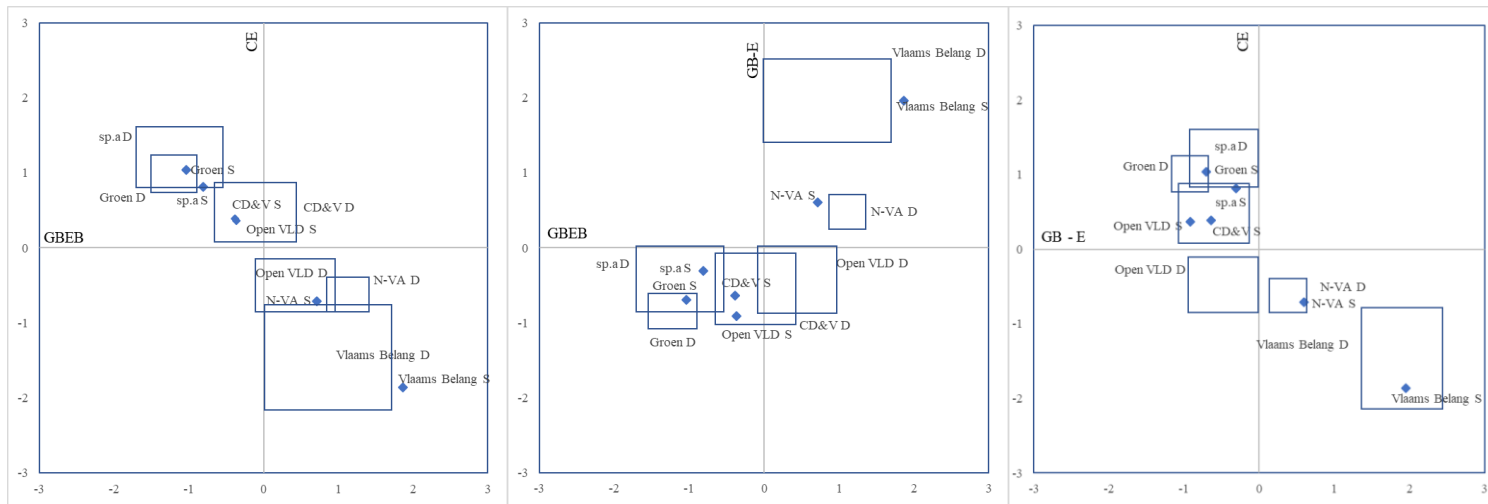 3
2
1
0
-1
-2
-3
-3
-2
-1
0
1
2
3
CE
GBEB
sp.a D
Groen S
Groen D
sp.a S
CD&V S
CD&V D
Open VLD S
Open VLD D
N-VA D
N-VA S
Vlaams Belang D
Vlaams Belang S
3
2
1
0
-1
-2
-3
-3
-2
-1
0
1
2
3
GB-E
GBEB
Vlaams Belang D
Vlaams Belang S
N-VA S
N-VA D
sp.a D
sp.a S
Open VLD D
Groen S
CD&V S
CD&V D
Open VLD S
Groen D
3
2
1
0
-1
-2
-3
-3
-2
-1
0
1
2
3
CE
GB - E
sp.a D
Groen D
Groen S
sp.a S
Open VLD S
CD&V S
Open VLD D
N-VA D
N-VA S
Vlaams Belang D
Vlaams Belang S